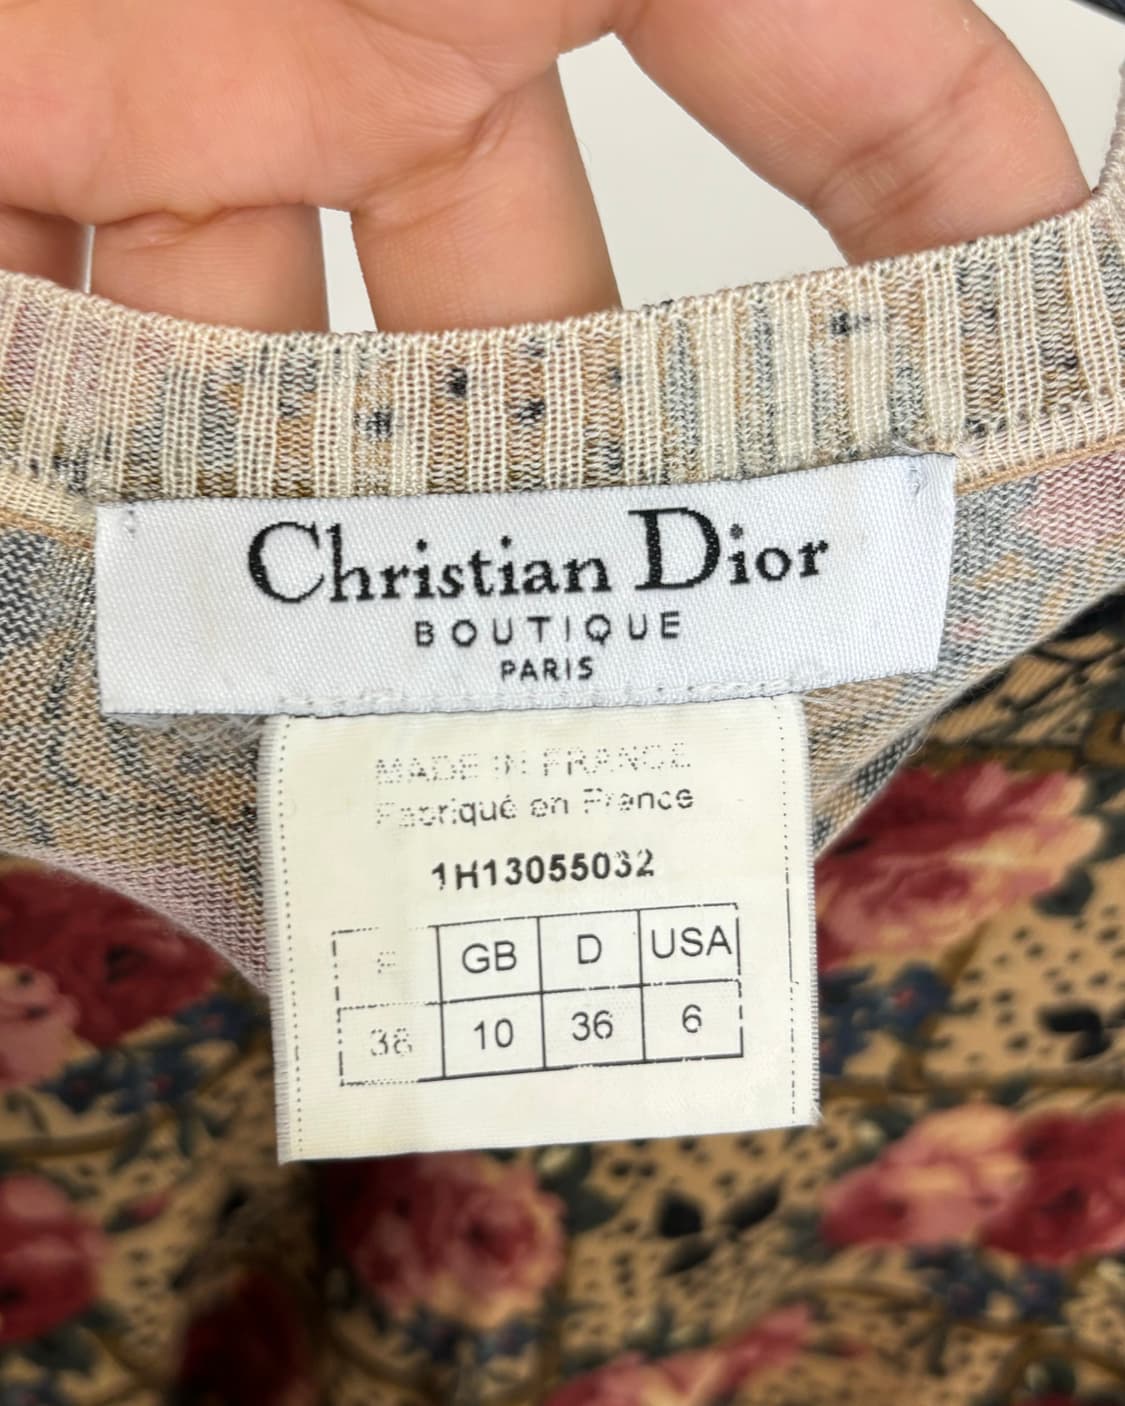 Christian Dior
BOUTIQUE
PARIS
MADE IN FRANCE
Fabriqué en France
1H13055032
F GB D USA
38 10 36 6